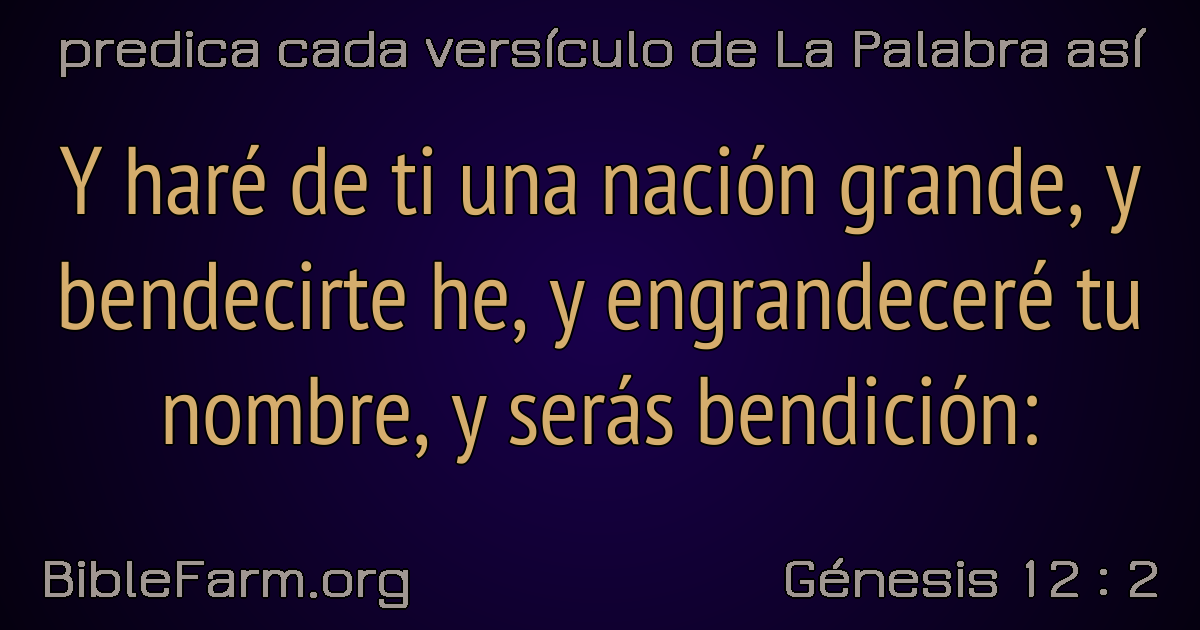 predica cada versículo de La Palabra así
Y haré de ti una nación grande, y
bendecirte he, y engrandeceré tu
nombre, y serás bendición:
BibleFarm.org
Génesis 12 : 2